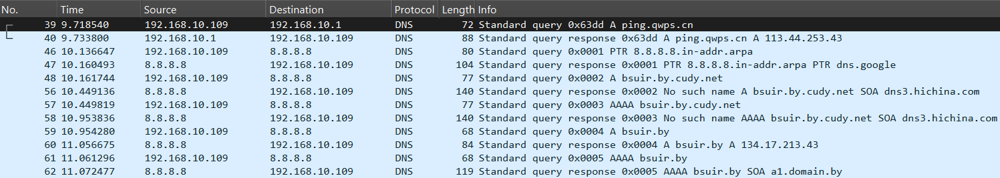 No. Time Source Destination Protocol Length Info
39 9.718540 192.168.10.109 192.168.10.1 DNS 72 Standard query 0x63dd A ping.qwps.cn
40 9.733800 192.168.10.1 192.168.10.109 DNS 88 Standard query response 0x63dd A ping.qwps.cn A 113.44.253.43
46 10.136647 192.168.10.109 8.8.8.8 DNS 80 Standard query 0x0001 PTR 8.8.8.8.in-addr.arpa
47 10.160493 8.8.8.8 192.168.10.109 DNS 104 Standard query response 0x0001 PTR 8.8.8.8.in-addr.arpa PTR dns.google
48 10.161744 192.168.10.109 8.8.8.8 DNS 77 Standard query 0x0002 A bsuir.by.cudy.net
56 10.449136 8.8.8.8 192.168.10.109 DNS 140 Standard query response 0x0002 No such name A bsuir.by.cudy.net SOA dns3.hichina.com
57 10.449819 192.168.10.109 8.8.8.8 DNS 77 Standard query 0x0003 AAAA bsuir.by.cudy.net
58 10.953836 8.8.8.8 192.168.10.109 DNS 140 Standard query response 0x0003 No such name AAAA bsuir.by.cudy.net SOA dns3.hichina.com
59 10.954280 192.168.10.109 8.8.8.8 DNS 68 Standard query 0x0004 A bsuir.by
60 11.056675 8.8.8.8 192.168.10.109 DNS 84 Standard query response 0x0004 A bsuir.by A 134.17.213.43
61 11.061296 192.168.10.109 8.8.8.8 DNS 68 Standard query 0x0005 AAAA bsuir.by
62 11.072477 8.8.8.8 192.168.10.109 DNS 119 Standard query response 0x0005 AAAA bsuir.by SOA a1.domain.by